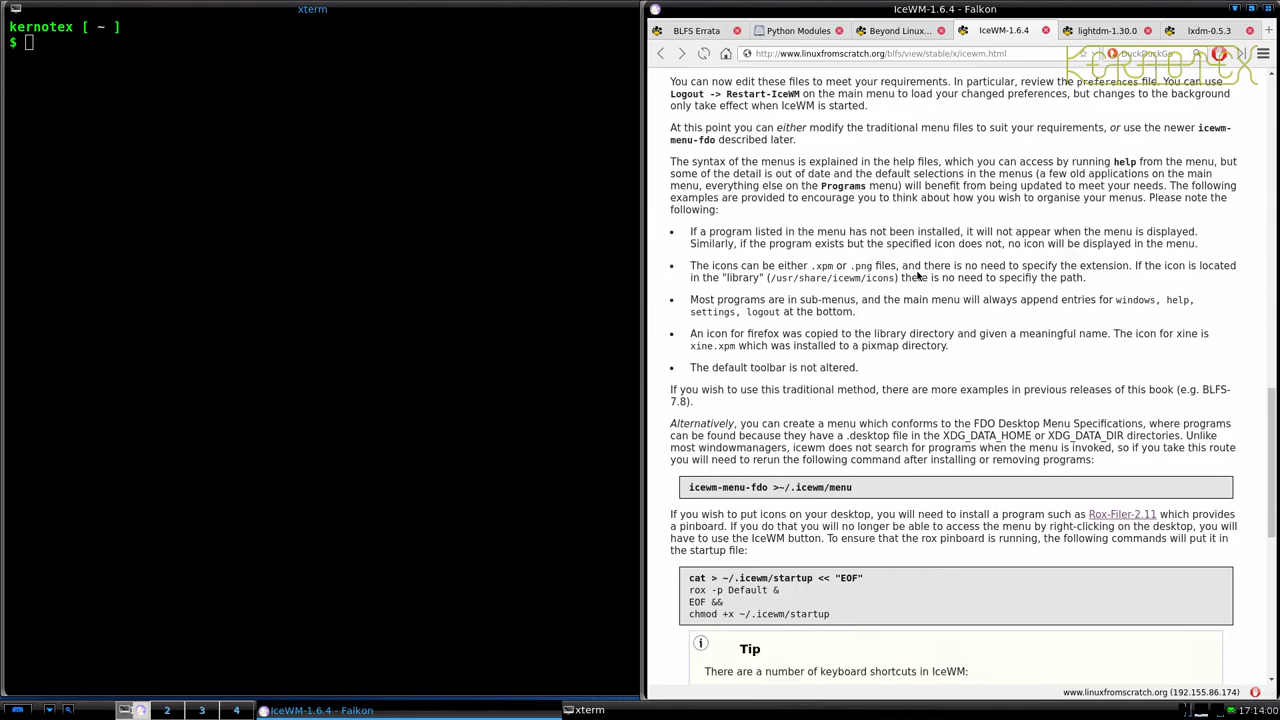 xterm
kernotex [ ~ ]
$
IceWM-1.6.4 - Falkon
BLFS Errata
Python Modules
Beyond Linux...
IceWM-1.6.4
lightdm-1.30.0
lxdm-0.5.3
http://www.linuxfromscratch.org/blfs/view/stable/x/icewm.html
DuckDuckGo
KERNOTEX
You can now edit these files to meet your requirements. In particular, review the preferences file. You can use
Logout -> Restart-IceWM on the main menu to load your changed preferences, but changes to the background
only take effect when IceWM is started.
At this point you can either modify the traditional menu files to suit your requirements, or use the newer icewm-
menu-fdo described later.
The syntax of the menus is explained in the help files, which you can access by running help from the menu, but
some of the detail is out of date and the default selections in the menus (a few old applications on the main
menu, everything else on the Programs menu) will benefit from being updated to meet your needs. The following
examples are provided to encourage you to think about how you wish to organise your menus. Please note the
following:
• If a program listed in the menu has not been installed, it will not appear when the menu is displayed.
Similarly, if the program exists but the specified icon does not, no icon will be displayed in the menu.
• The icons can be either .xpm or .png files, and there is no need to specify the extension. If the icon is located
in the "library" (/usr/share/icewm/icons) there is no need to specifiy the path.
• Most programs are in sub-menus, and the main menu will always append entries for windows, help,
settings, logout at the bottom.
• An icon for firefox was copied to the library directory and given a meaningful name. The icon for xine is
xine.xpm which was installed to a pixmap directory.
• The default toolbar is not altered.
If you wish to use this traditional method, there are more examples in previous releases of this book (e.g. BLFS-
7.8).
Alternatively, you can create a menu which conforms to the FDO Desktop Menu Specifications, where programs
can be found because they have a .desktop file in the XDG_DATA_HOME or XDG_DATA_DIR directories. Unlike
most windowmanagers, icewm does not search for programs when the menu is invoked, so if you take this route
you will need to rerun the following command after installing or removing programs:
icewm-menu-fdo >~/.icewm/menu
If you wish to put icons on your desktop, you will need to install a program such as Rox-Filer-2.11 which provides
a pinboard. If you do that you will no longer be able to access the menu by right-clicking on the desktop, you will
have to use the IceWM button. To ensure that the rox pinboard is running, the following commands will put it in
the startup file:
cat > ~/.icewm/startup << "EOF"
rox -p Default &
EOF &&
chmod +x ~/.icewm/startup
Tip
There are a number of keyboard shortcuts in IceWM:
www.linuxfromscratch.org (192.155.86.174)
2
3
4
IceWM-1.6.4 - Falkon
xterm
17:14:00